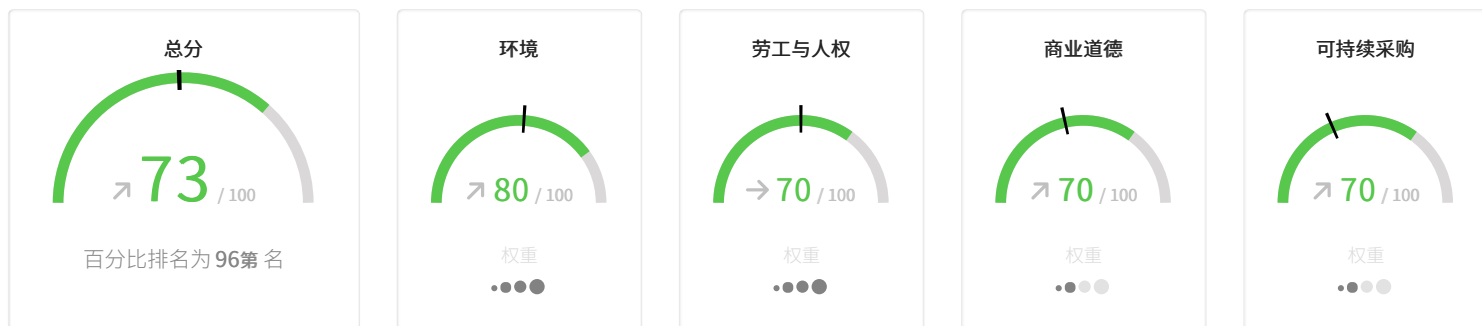 总分
73 / 100
百分比排名为 96第 名
环境
80 / 100
权重
劳工与人权
70 / 100
权重
商业道德
70 / 100
权重
可持续采购
70 / 100
权重